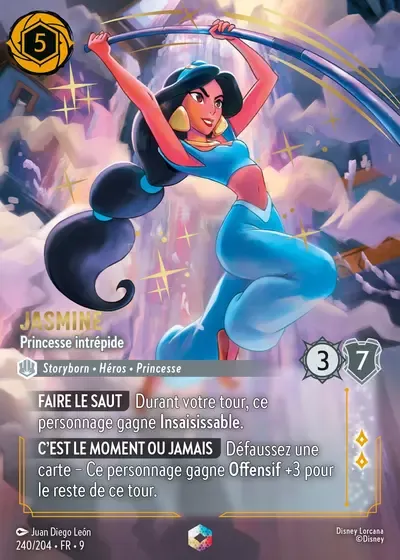 5
JASMINE
Princesse intrépide
Storyborn • Héros • Princesse
3
7
FAIRE LE SAUT Durant votre tour, ce
personnage gagne Insaisissable.
C'EST LE MOMENT OU JAMAIS Défaussez une
carte – Ce personnage gagne Offensif +3 pour
le reste de ce tour.
Juan Diego León
240/204 • FR • 9
Disney Lorcana
©Disney